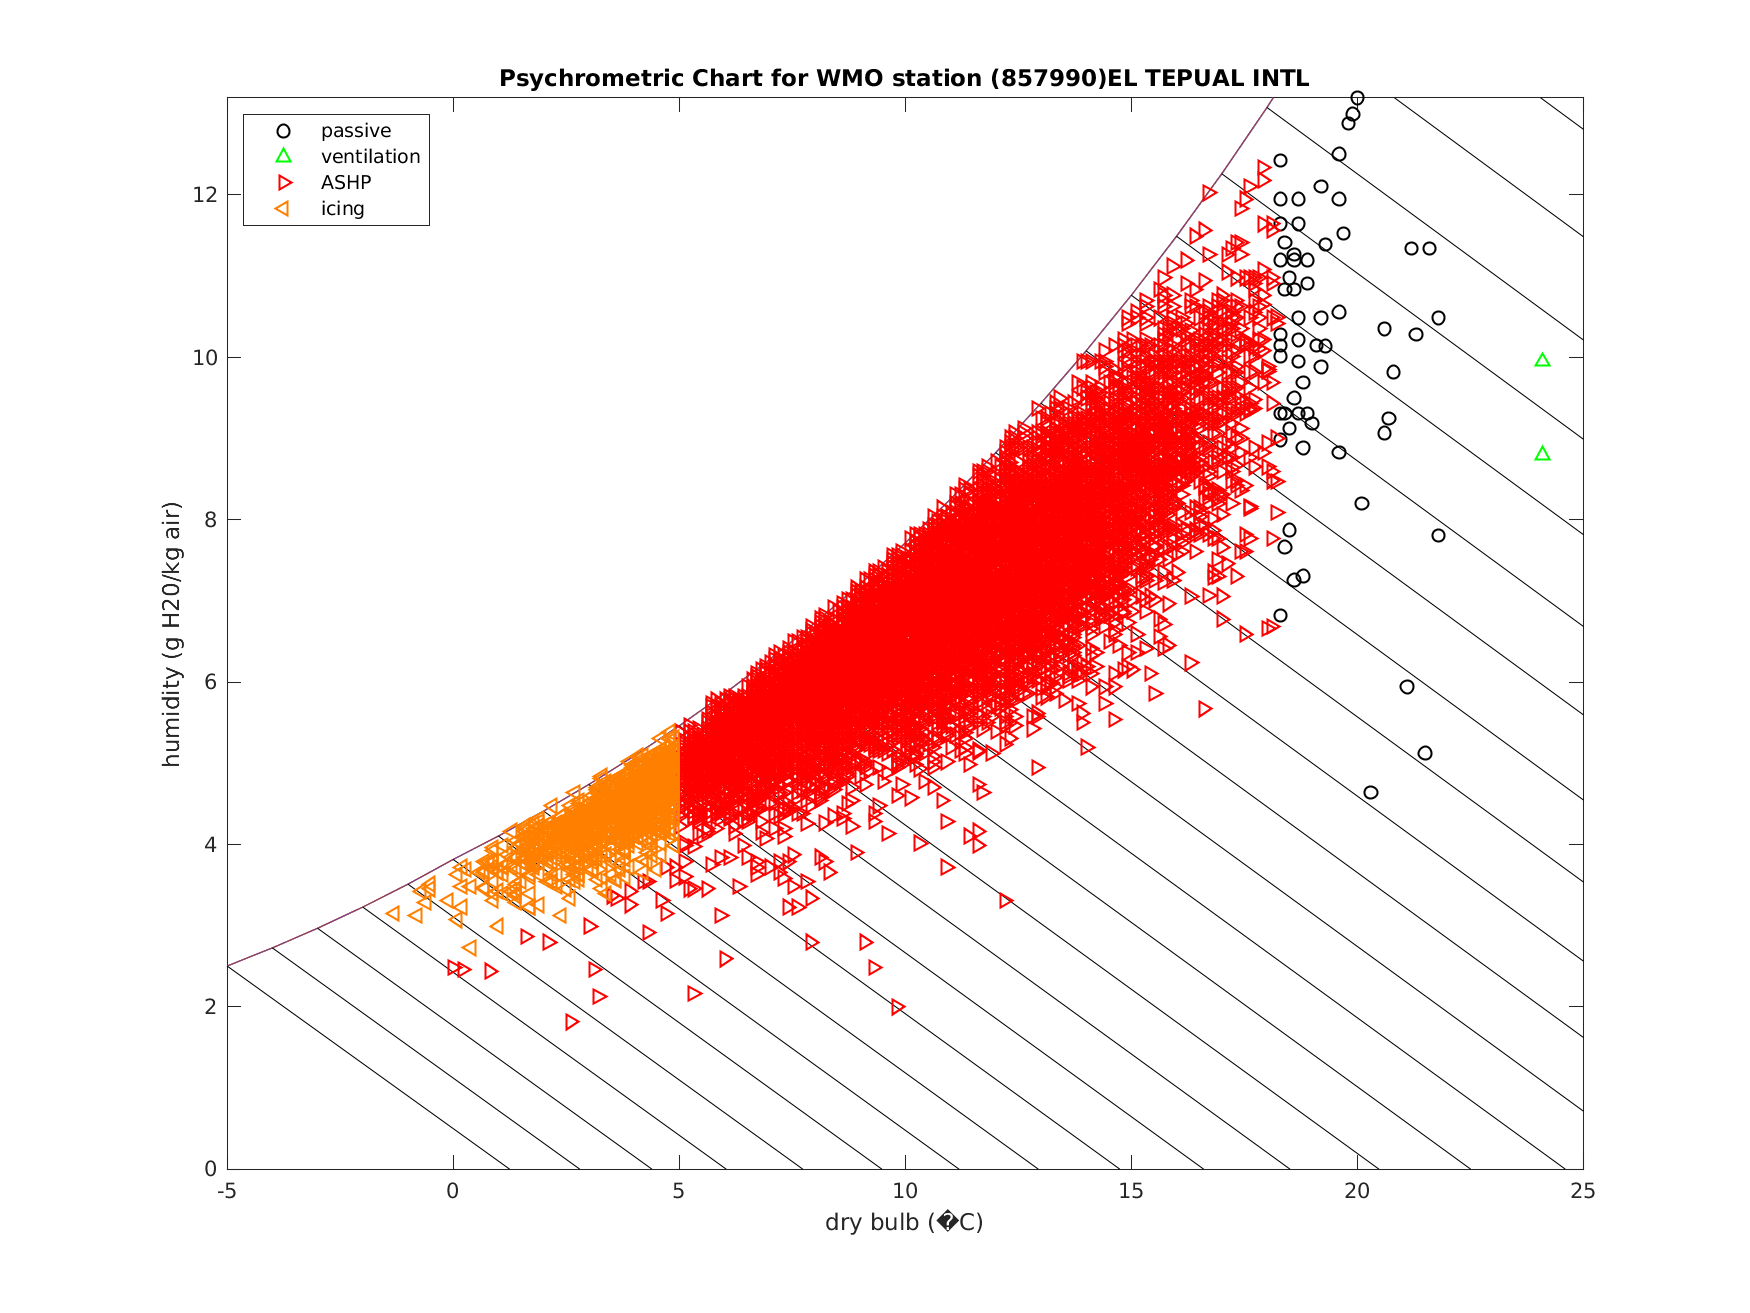 Psychrometric Chart for WMO station (857990)EL TEPUAL INTL
passive
ventilation
ASHP
icing
humidity (g H20/kg air)
12
10
8
6
4
2
0
-5 0 5 10 15 20 25
dry bulb (�C)